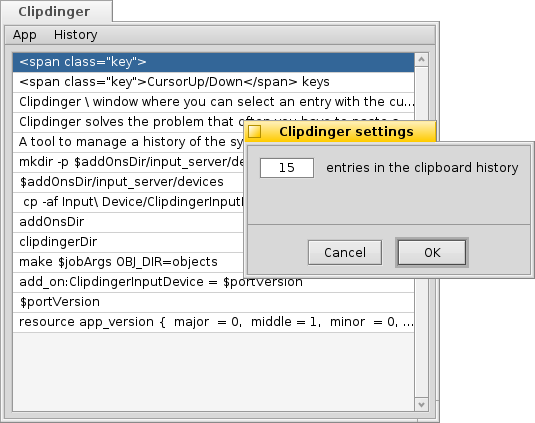 Clipdinger
App History
<span class="key">
<span class="key">CursorUp/Down</span> keys
Clipdinger \ window where you can select an entry with the cu...
Clipdinger solves the problem that
A tool to manage a history of the sy
mkdir -p $addOnsDir/input_server/de
$addOnsDir/input_server/devices
cp -af Input\ Device/ClipdingerInput
addOnsDir
clipdingerDir
make $jobArgs OBJ_DIR=objects
add_on:ClipdingerInputDevice = $portVersion
$portVersion
resource app_version { major = 0, middle = 1, minor = 0, ...
Clipdinger settings
15 entries in the clipboard history
Cancel OK